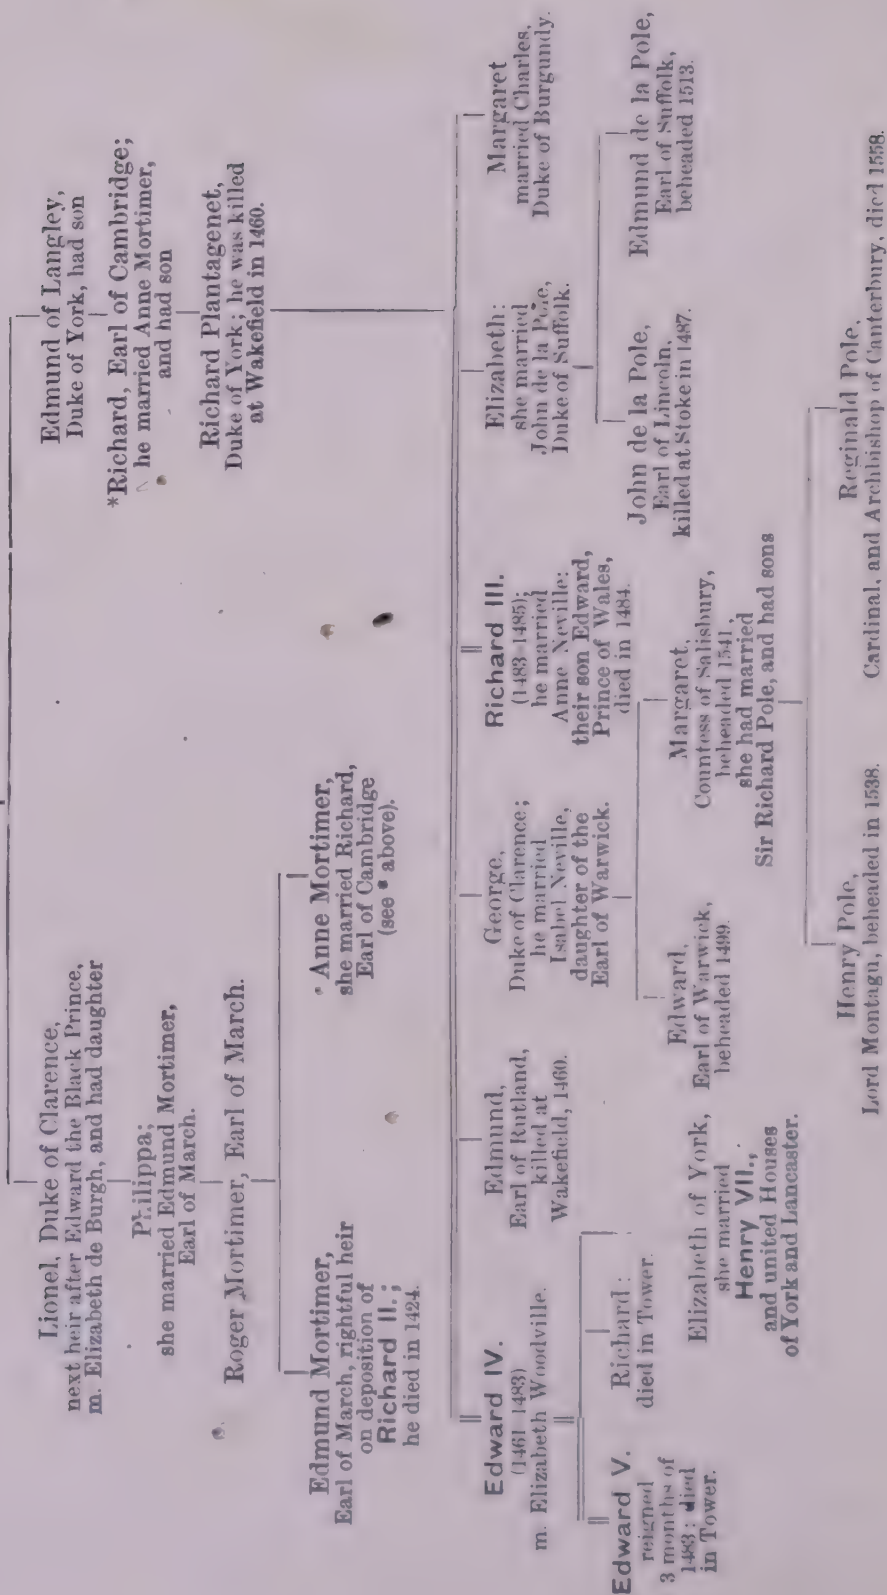 Lionel, Duke of Clarence,
next heir after Edward the Black Prince,
m. Elizabeth de Burgh, and had daughter
Philippa;
she married Edmund Mortimer,
Earl of March.
Roger Mortimer, Earl of March.
Edmund Mortimer,
Earl of March, rightful heir
on deposition of
Richard II.;
he died in 1424.
Anne Mortimer,
she married Richard,
Earl of Cambridge
(see * above).
Edmund of Langley,
Duke of York, had son
*Richard, Earl of Cambridge;
he married Anne Mortimer,
and had son
Richard Plantagenet,
Duke of York; he was killed
at Wakefield in 1460.
Edward IV.
(1461-1483)
m. Elizabeth Woodville.
Edmund,
Earl of Rutland,
killed at
Wakefield, 1460.
George,
Duke of Clarence;
he married
Isabel Neville,
daughter of the
Earl of Warwick.
Richard III.
(1483-1485);
he married
Anne Neville:
their son Edward,
Prince of Wales,
died in 1484.
Elizabeth:
she married
John de la Pole,
Duke of Suffolk.
Margaret
married Charles,
Duke of Burgundy.
Edward V.
reigned
3 months of
1483; died
in Tower.
Richard:
died in Tower.
Elizabeth of York,
she married
Henry VII.,
and united Houses
of York and Lancaster.
Edward,
Earl of Warwick,
beheaded 1499.
Margaret,
Countess of Salisbury,
beheaded 1541,
she had married
Sir Richard Pole, and had sons
John de la Pole,
Earl of Lincoln,
killed at Stoke in 1487.
Edmund de la Pole,
Earl of Suffolk,
beheaded 1513.
Henry Pole,
Lord Montagu, beheaded in 1538.
Reginald Pole,
Cardinal, and Archbishop of Canterbury, died 1558.